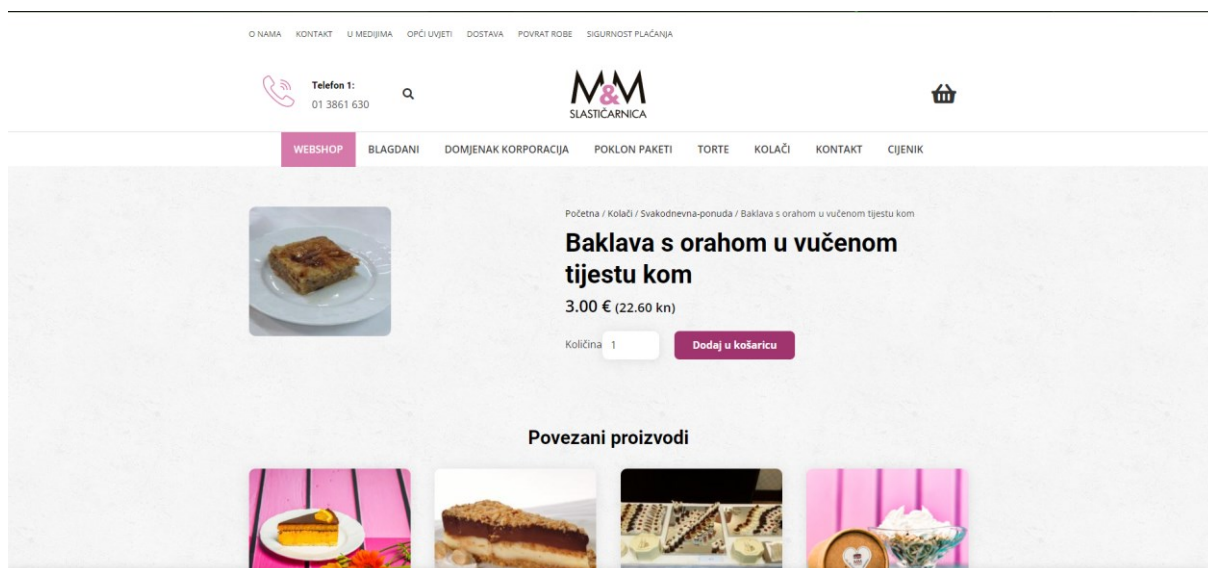 O NAMA KONTAKT U MEDIJIMA OPĆI UVJETI DOSTAVA POVRAT ROBE SIGURNOST PLAĆANJA
Telefon 1:
01 3861 630
M&M
SLASTIČARNICA
WEBSHOP BLAGDANI DOMJENAK KORPORACIJA POKLON PAKETI TORTE KOLAČI KONTAKT CIJENIK
Početna / Kolači / Svakodnevna-ponuda / Baklava s orahom u vučenom tijestu kom
Baklava s orahom u vučenom
tijestu kom
3.00 € (22.60 kn)
Količina 1 Dodaj u košaricu
Povezani proizvodi